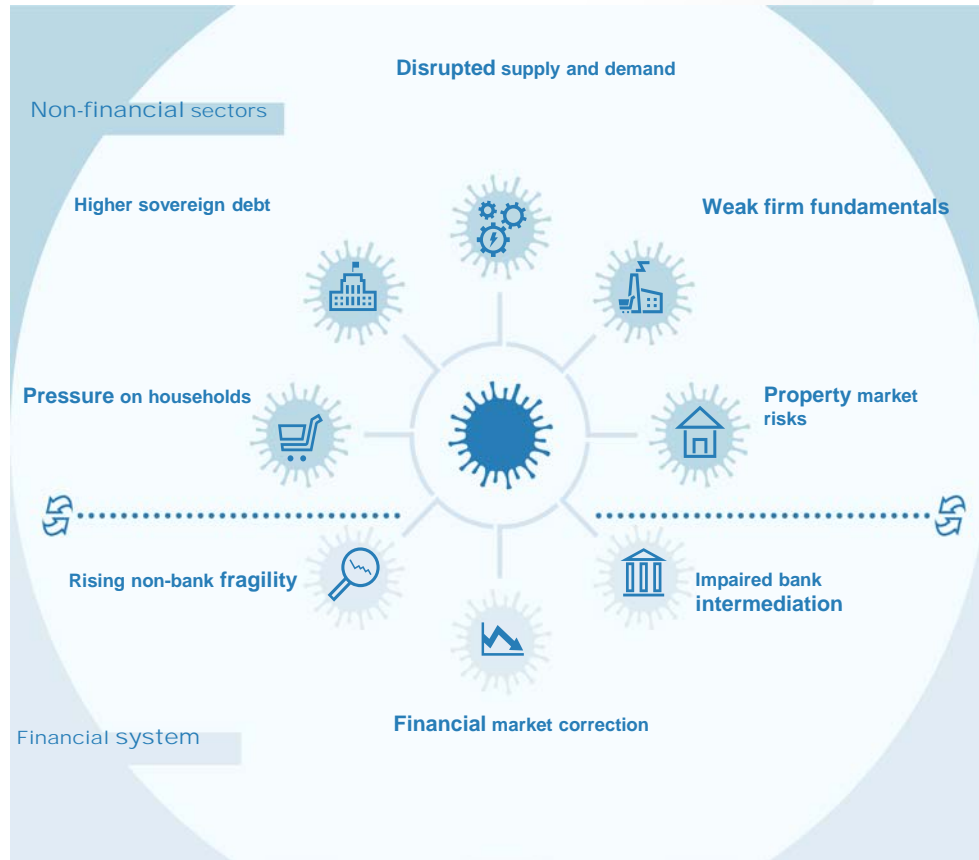 Disrupted supply and demand
Non-financial sectors
Higher sovereign debt
Weak firm fundamentals
Pressure on households
Property market
risks
Rising non-bank fragility
Impaired bank
intermediation
Financial market correction
Financial system